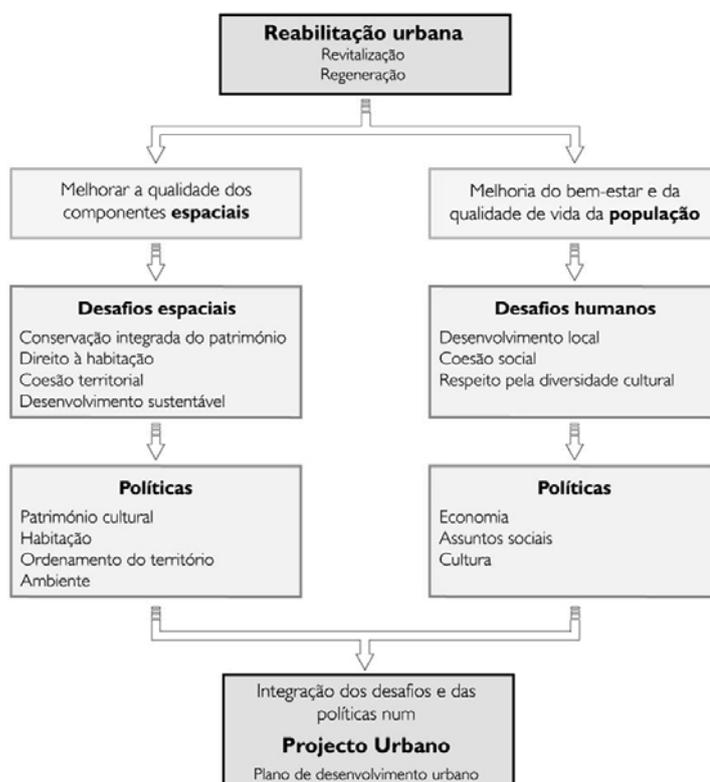 Reabilitação urbana
Revitalização
Regeneração
Melhorar a qualidade dos
componentes espaciais
Melhoria do bem-estar e da
qualidade de vida da população
Desafios espaciais
Conservação integrada do património
Direito à habitação
Coesão territorial
Desenvolvimento sustentável
Desafios humanos
Desenvolvimento local
Coesão social
Respeito pela diversidade cultural
Políticas
Património cultural
Habitação
Ordenamento do território
Ambiente
Políticas
Economia
Assuntos sociais
Cultura
Integração dos desafios e das
políticas num
Projecto Urbano
Plano de desenvolvimento urbano